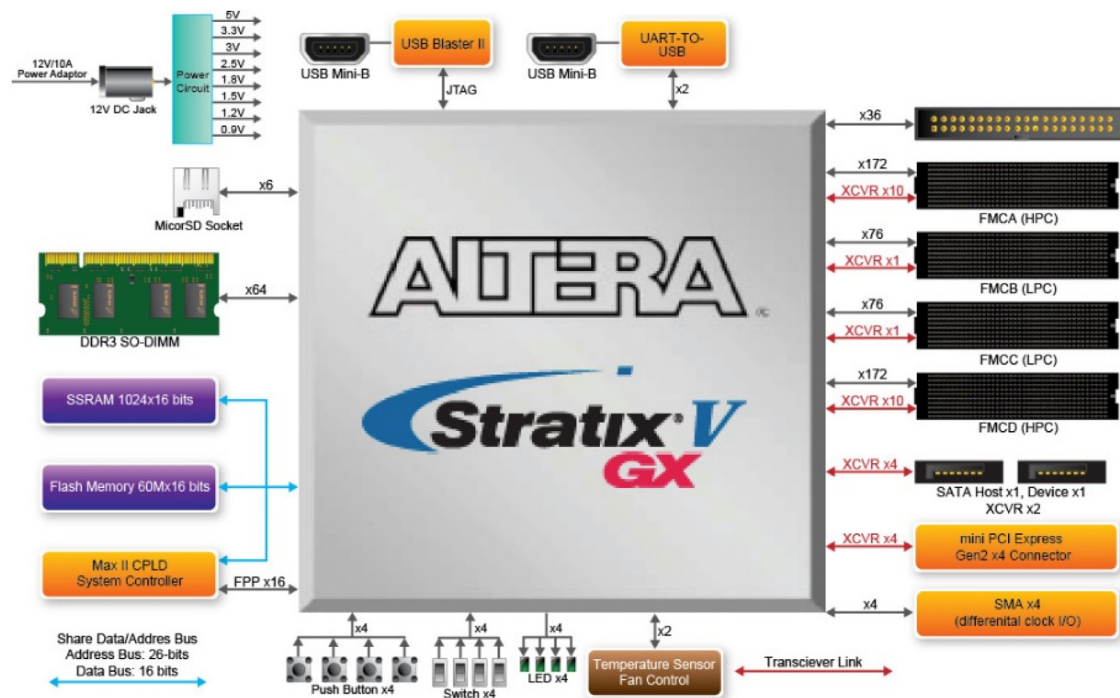 12V/10A
Power Adaptor
12V DC Jack
Power
Circuit
5V
3.3V
3V
2.5V
1.8V
1.5V
1.2V
0.9V
USB Mini-B
USB Blaster II
JTAG
USB Mini-B
UART-TO-
USB
x2
x6
MicorSD Socket
x64
DDR3 SO-DIMM
SSRAM 1024x16 bits
Flash Memory 60Mx16 bits
Max II CPLD
System Controller
FPP x16
Share Data/Addres Bus
Address Bus: 26-bits
Data Bus: 16 bits
ALTERA
Stratix® V
GX
x36
x172
XCVR x10
FMCA (HPC)
x76
XCVR x1
FMCB (LPC)
x76
XCVR x1
FMCC (LPC)
x172
XCVR x10
FMCD (HPC)
XCVR x4
SATA Host x1, Device x1
XCVR x2
XCVR x4
mini PCI Express
Gen2 x4 Connector
x4
SMA x4
(differenital clock I/O)
x4
Push Button x4
x4
Switch x4
x4
LED x4
x2
Temperature Sensor
Fan Control
Transciever Link